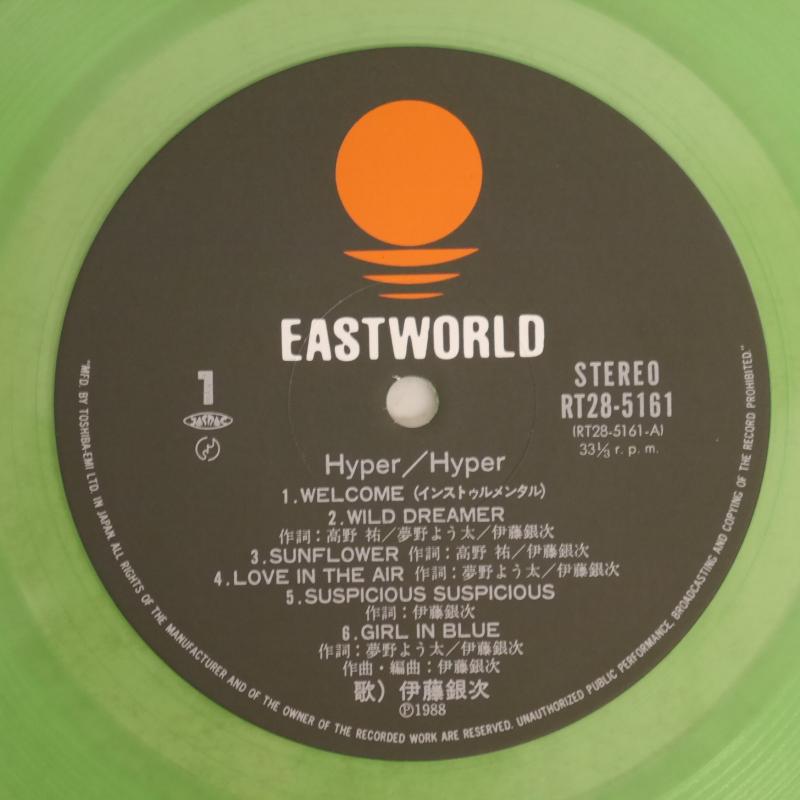 EASTWORLD
1
JASRAC
STEREO
RT28-5161
(RT28-5161-A)
33⅓ r. p. m.
Hyper／Hyper
1.WELCOME (インストゥルメンタル)
2.WILD DREAMER
作詞：高野 祐／夢野よう太／伊藤銀次
3.SUNFLOWER 作詞：高野 祐／伊藤銀次
4.LOVE IN THE AIR 作詞：夢野よう太／伊藤銀次
5.SUSPICIOUS SUSPICIOUS
作詞：伊藤銀次
6.GIRL IN BLUE
作詞：夢野よう太／伊藤銀次
作曲・編曲：伊藤銀次
歌）伊藤銀次
℗1988
"MFD. BY TOSHIBA-EMI LTD. IN JAPAN. ALL RIGHTS OF THE MANUFACTURER AND OF THE OWNER OF THE RECORDED WORK ARE RESERVED. UNAUTHORIZED PUBLIC PERFORMANCE, BROADCASTING AND COPYING OF THE RECORD PROHIBITED."